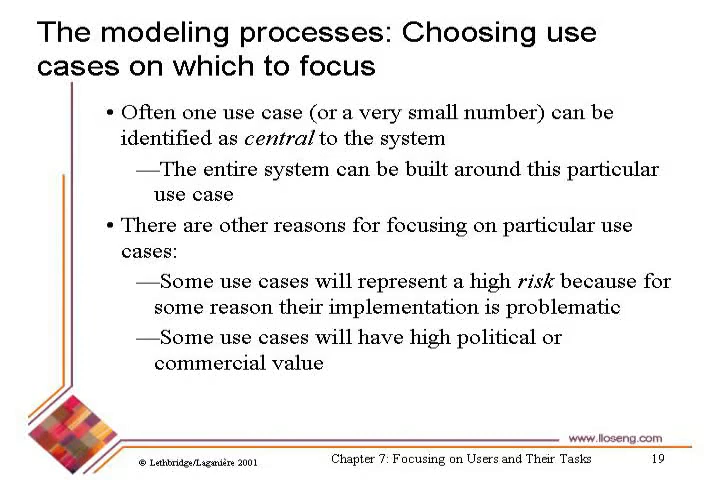 The modeling processes: Choosing use
cases on which to focus
• Often one use case (or a very small number) can be
identified as central to the system
—The entire system can be built around this particular
use case
• There are other reasons for focusing on particular use
cases:
—Some use cases will represent a high risk because for
some reason their implementation is problematic
—Some use cases will have high political or
commercial value
www.lloseng.com
© Lethbridge/Laganière 2001
Chapter 7: Focusing on Users and Their Tasks
19